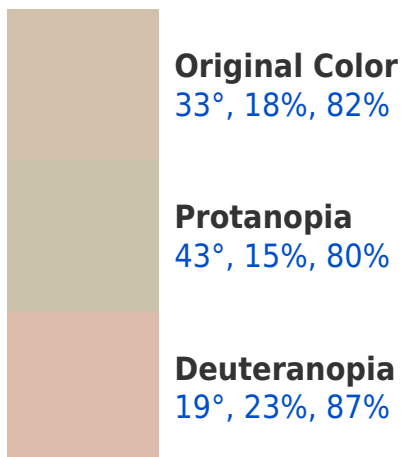 Original Color
33°, 18%, 82%
Protanopia
43°, 15%, 80%
Deuteranopia
19°, 23%, 87%